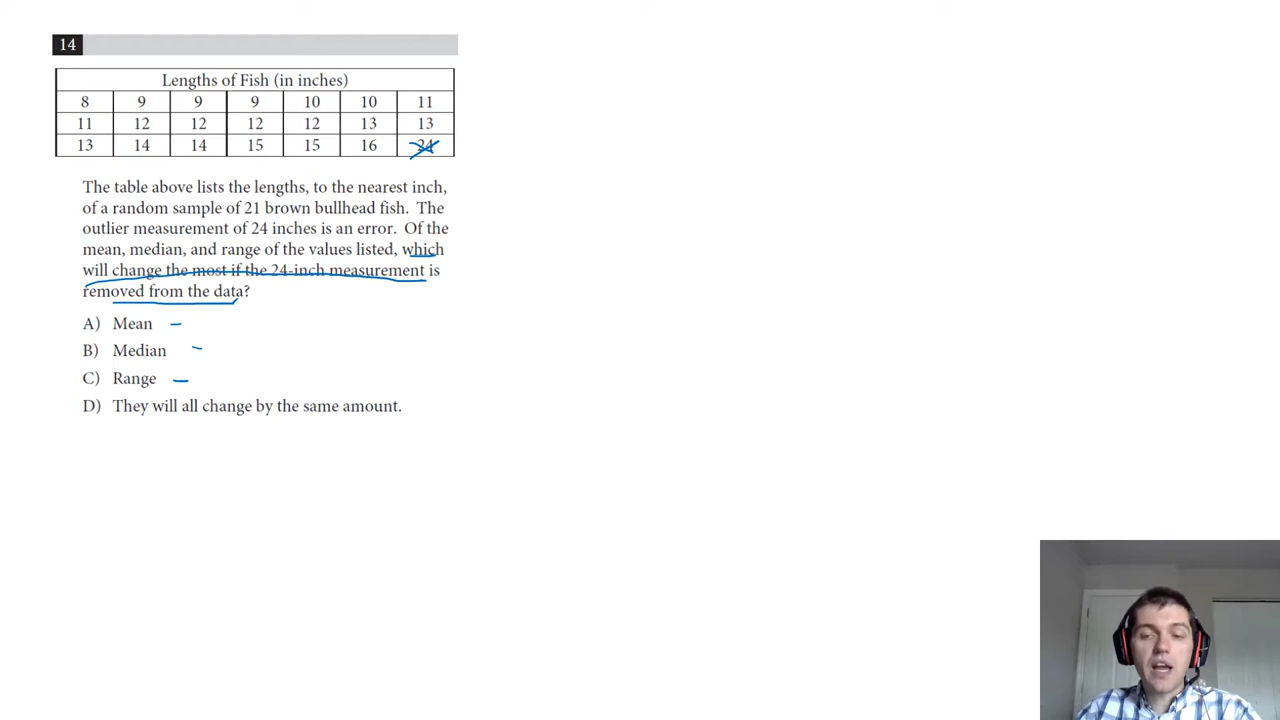 14
Lengths of Fish (in inches)
8 9 9 9 10 10 11
11 12 12 12 12 13 13
13 14 14 15 15 16 24
The table above lists the lengths, to the nearest inch,
of a random sample of 21 brown bullhead fish. The
outlier measurement of 24 inches is an error. Of the
mean, median, and range of the values listed, which
will change the most if the 24-inch measurement is
removed from the data?
A) Mean
B) Median
C) Range
D) They will all change by the same amount.